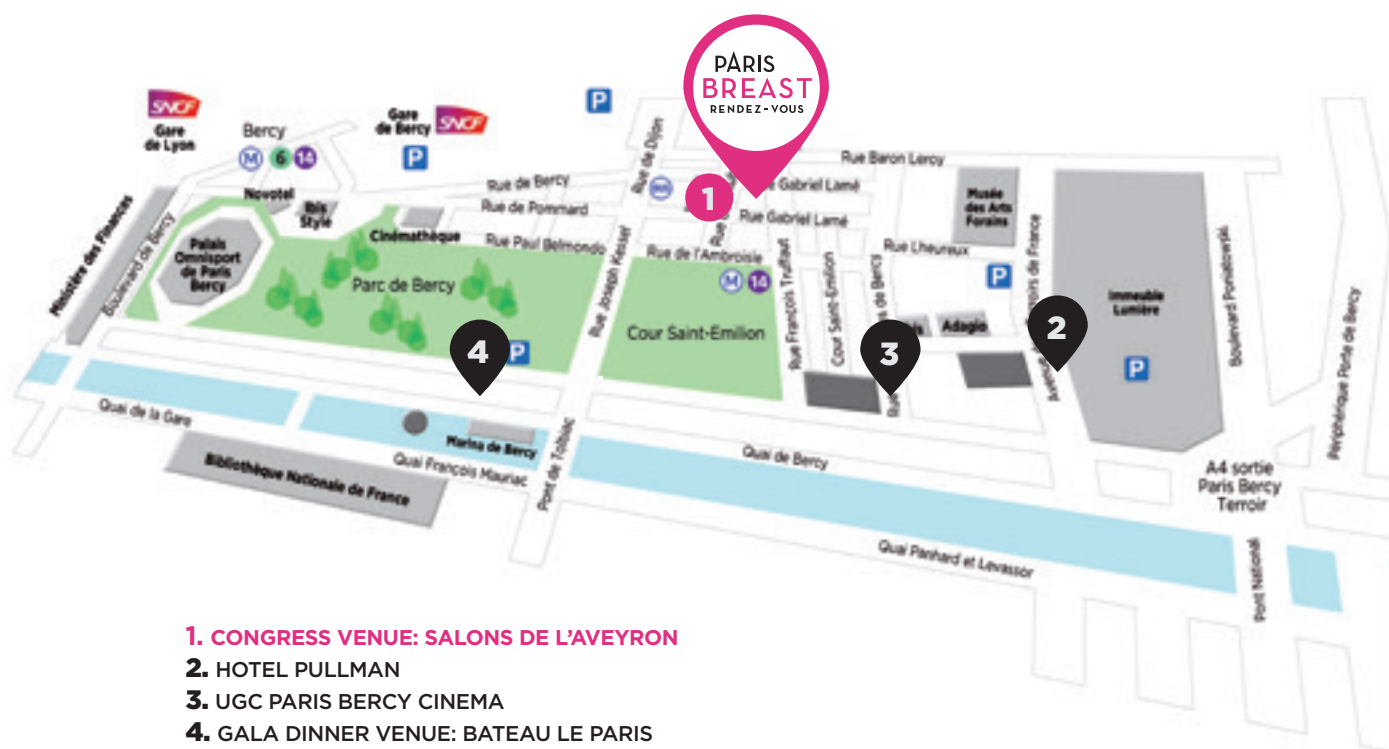 PARIS
BREAST
RENDEZ-VOUS
SNCF
Gare
de Lyon
Bercy
M 6 14
Gare
de Bercy
SNCF
P
P
Rue de Dijon
Rue Baron Leroy
Ministère des Finances
Boulevard de Bercy
Novotel
Ibis
Style
Rue de Bercy
Rue de Pommard
1
Gabriel Lamé
Rue Gabriel Lamé
Musée
des Arts
Forains
Palais
Omnisport
de Paris
Bercy
Cinémathèque
Rue Paul Belmondo
Rue de l'Ambroisie
Rue Lheureux
P
M 14
Parc de Bercy
Rue Joseph Kessel
Cour Saint-Emilion
Rue François Truffaut
Cour Saint-Emilion
de Bercy
Adagio
de France
Immeuble
Lumière
P
Boulevard Poniatowski
Périphérique Porte de Bercy
4
P
3
2
Quai de la Gare
Marina de Bercy
Quai François Mauriac
Bibliothèque Nationale de France
Pont de Tolbiac
Quai de Bercy
A4 sortie
Paris Bercy
Terroir
Quai Panhard et Levassor
Pont National
1. CONGRESS VENUE: SALONS DE L'AVEYRON
2. HOTEL PULLMAN
3. UGC PARIS BERCY CINEMA
4. GALA DINNER VENUE: BATEAU LE PARIS